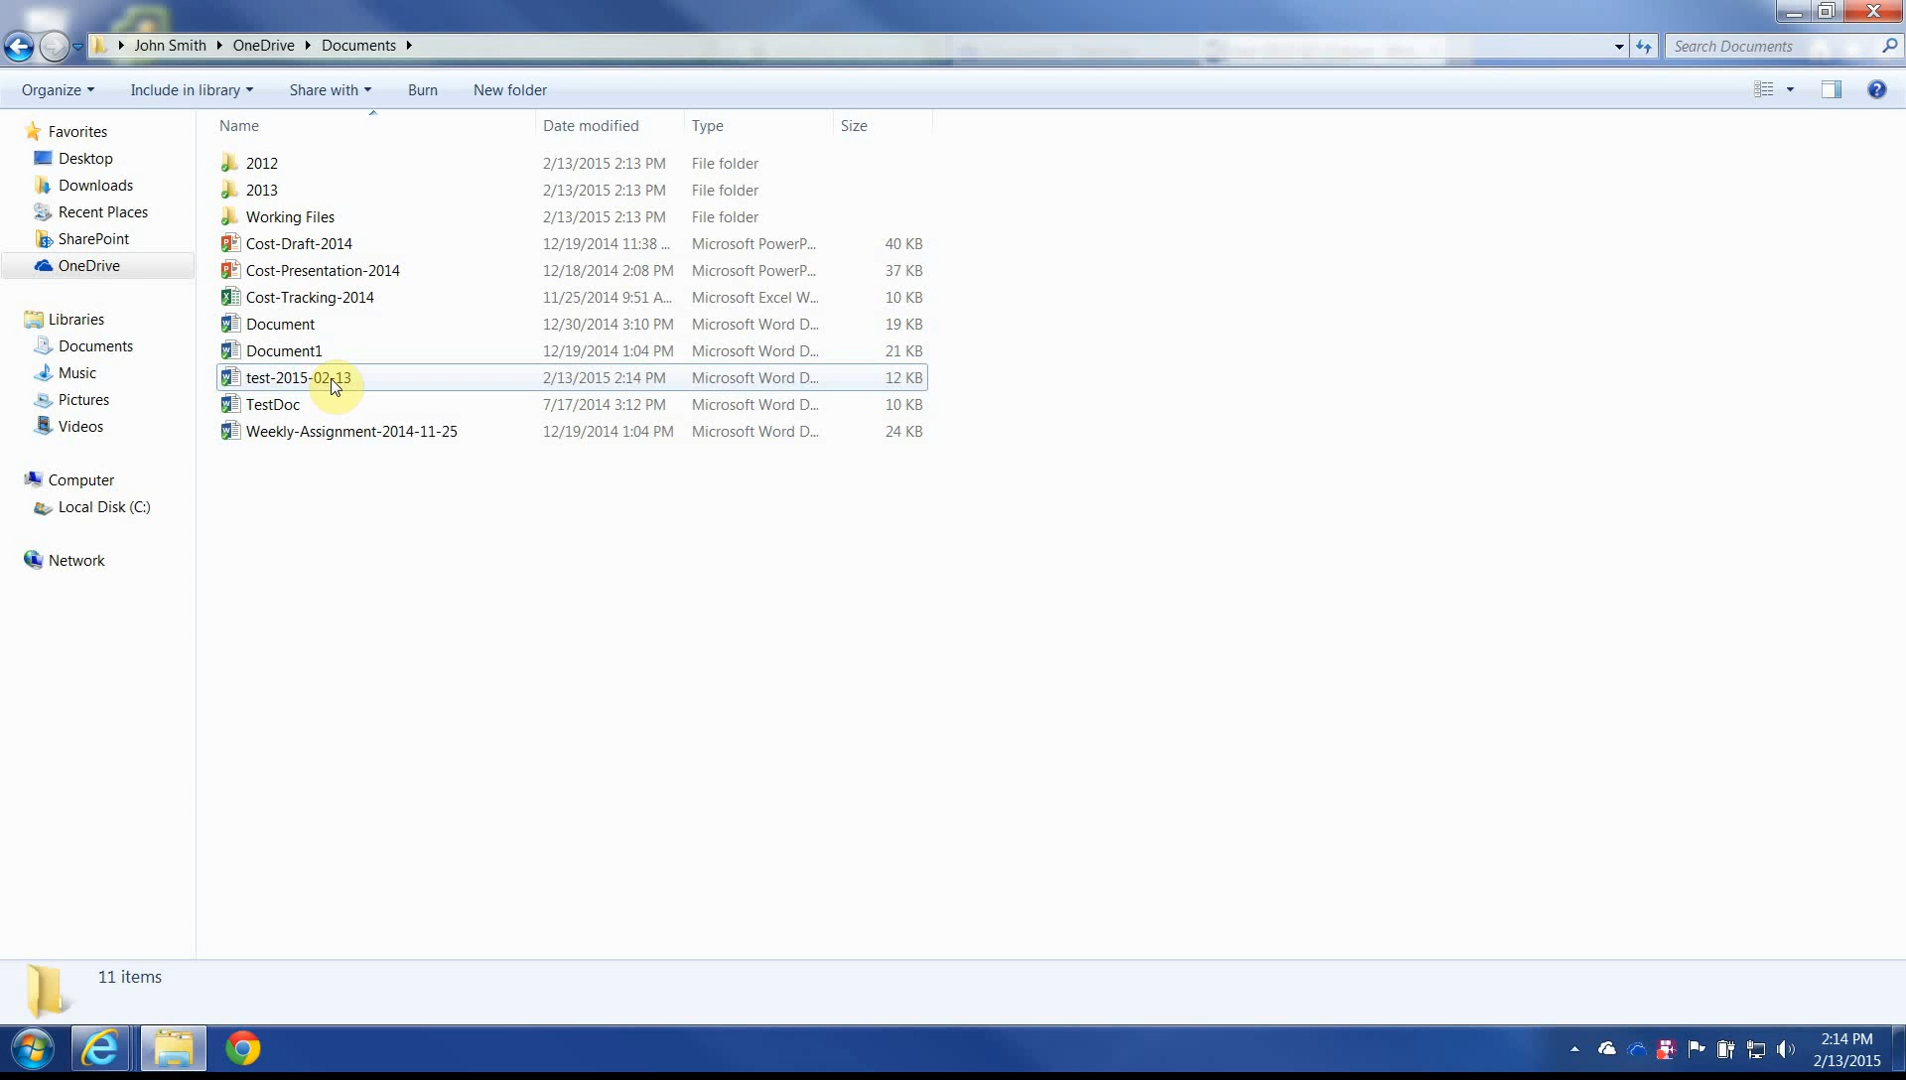 John Smith OneDrive Documents
Search Documents
Organize Include in library Share with Burn New folder
Name Date modified Type Size
Favorites
Desktop
Downloads
Recent Places
SharePoint
OneDrive
Libraries
Documents
Music
Pictures
Videos
Computer
Local Disk (C:)
Network
2012 2/13/2015 2:13 PM File folder
2013 2/13/2015 2:13 PM File folder
Working Files 2/13/2015 2:13 PM File folder
Cost-Draft-2014 12/19/2014 11:38 ... Microsoft PowerP... 40 KB
Cost-Presentation-2014 12/18/2014 2:08 PM Microsoft PowerP... 37 KB
Cost-Tracking-2014 11/25/2014 9:51 A... Microsoft Excel W... 10 KB
Document 12/30/2014 3:10 PM Microsoft Word D... 19 KB
Document1 12/19/2014 1:04 PM Microsoft Word D... 21 KB
test-2015-02-13 2/13/2015 2:14 PM Microsoft Word D... 12 KB
TestDoc 7/17/2014 3:12 PM Microsoft Word D... 10 KB
Weekly-Assignment-2014-11-25 12/19/2014 1:04 PM Microsoft Word D... 24 KB
11 items
2:14 PM
2/13/2015